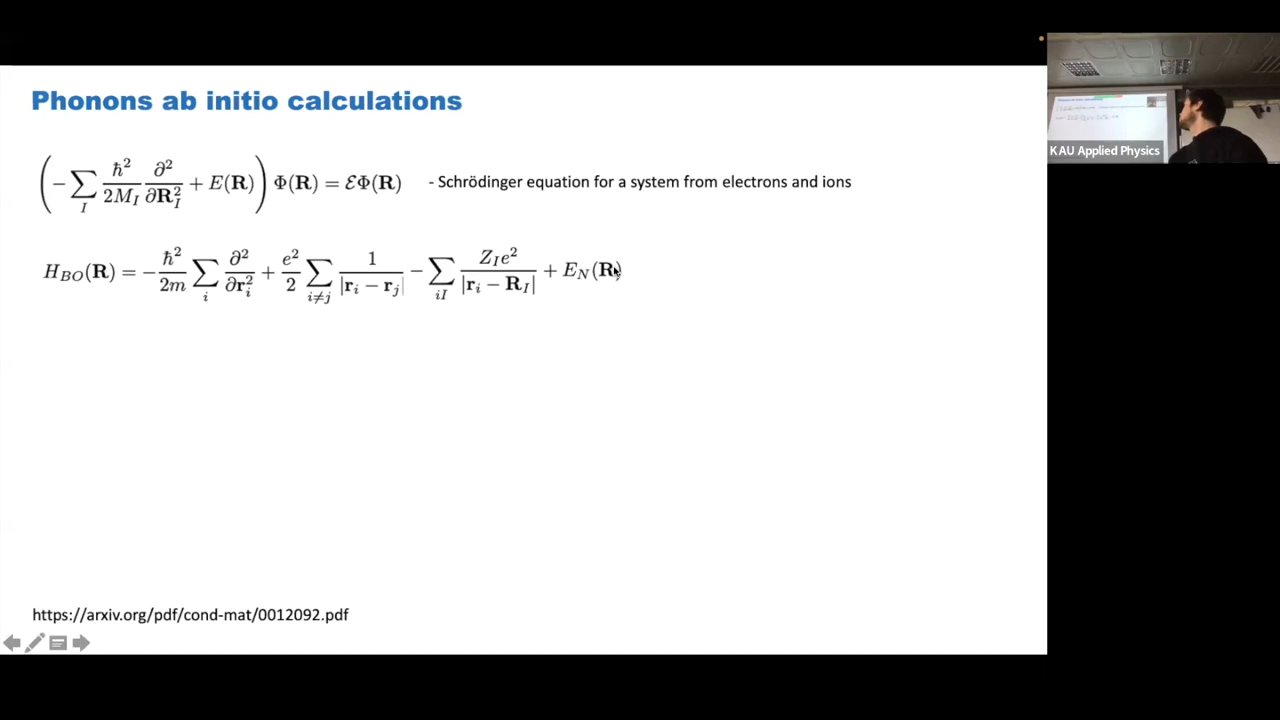 Phonons ab initio calculations
(−∑_I ħ²/2M_I ∂²/∂R_I² + E(R)) Φ(R) = ℰΦ(R) - Schrödinger equation for a system from electrons and ions
H_BO(R) = −ħ²/2m ∑_i ∂²/∂r_i² + e²/2 ∑_{i≠j} 1/|r_i − r_j| − ∑_{iI} Z_I e²/|r_i − R_I| + E_N(R)
https://arxiv.org/pdf/cond-mat/0012092.pdf
KAU Applied Physics